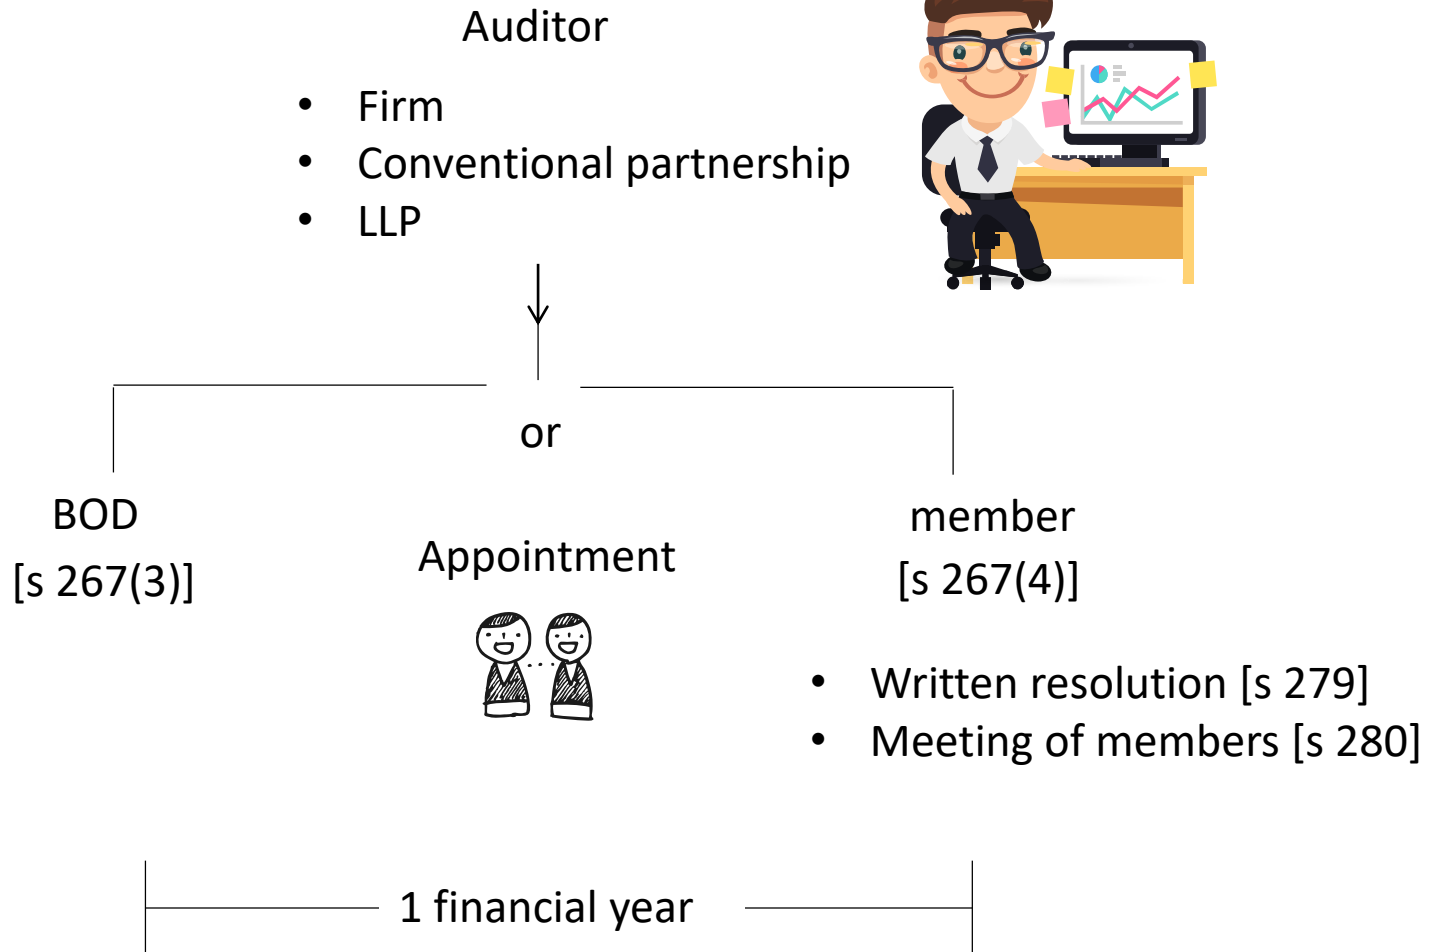 Auditor
• Firm
• Conventional partnership
• LLP
or
BOD
[s 267(3)]
Appointment
member
[s 267(4)]
• Written resolution [s 279]
• Meeting of members [s 280]
1 financial year